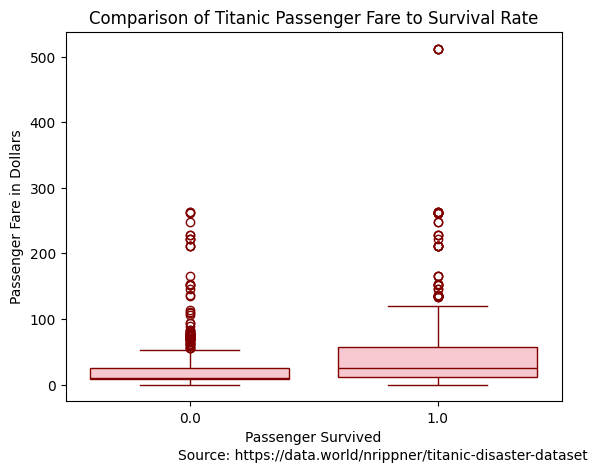 Comparison of Titanic Passenger Fare to Survival Rate
Passenger Fare in Dollars
500
400
300
200
100
0
0.0 1.0
Passenger Survived
Source: https://data.world/nrippner/titanic-disaster-dataset